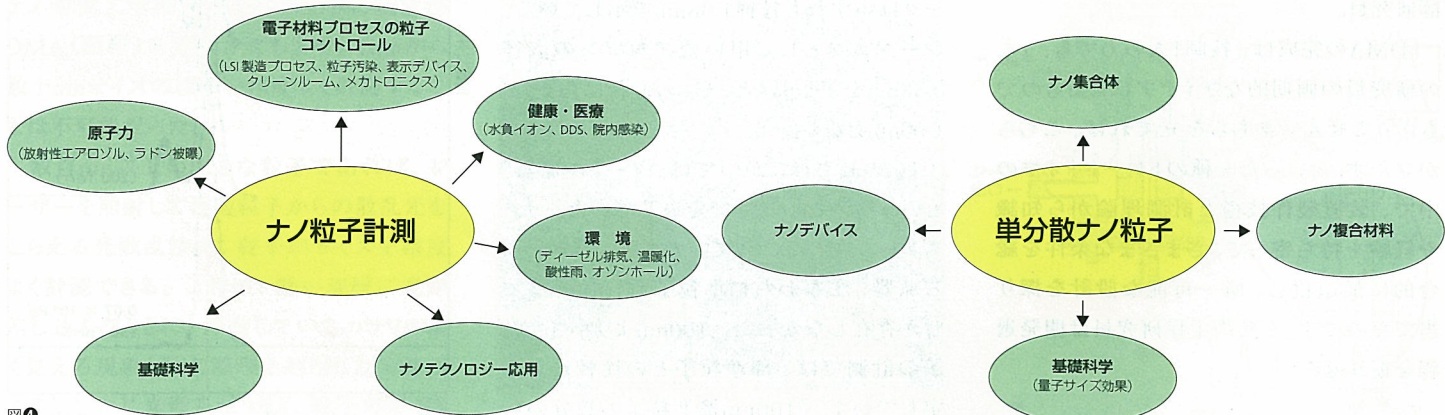 電子材料プロセスの粒子
コントロール
(LSI製造プロセス、粒子汚染、表示デバイス、
クリーンルーム、メカトロニクス)
原子力
(放射性エアロゾル、ラドン被曝)
健康・医療
(水負イオン、DDS、院内感染)
ナノ粒子計測
環 境
(ディーゼル排気、温暖化、
酸性雨、オゾンホール)
基礎科学
ナノテクノロジー応用
ナノ集合体
ナノデバイス
単分散ナノ粒子
ナノ複合材料
基礎科学
(量子サイズ効果)
図4